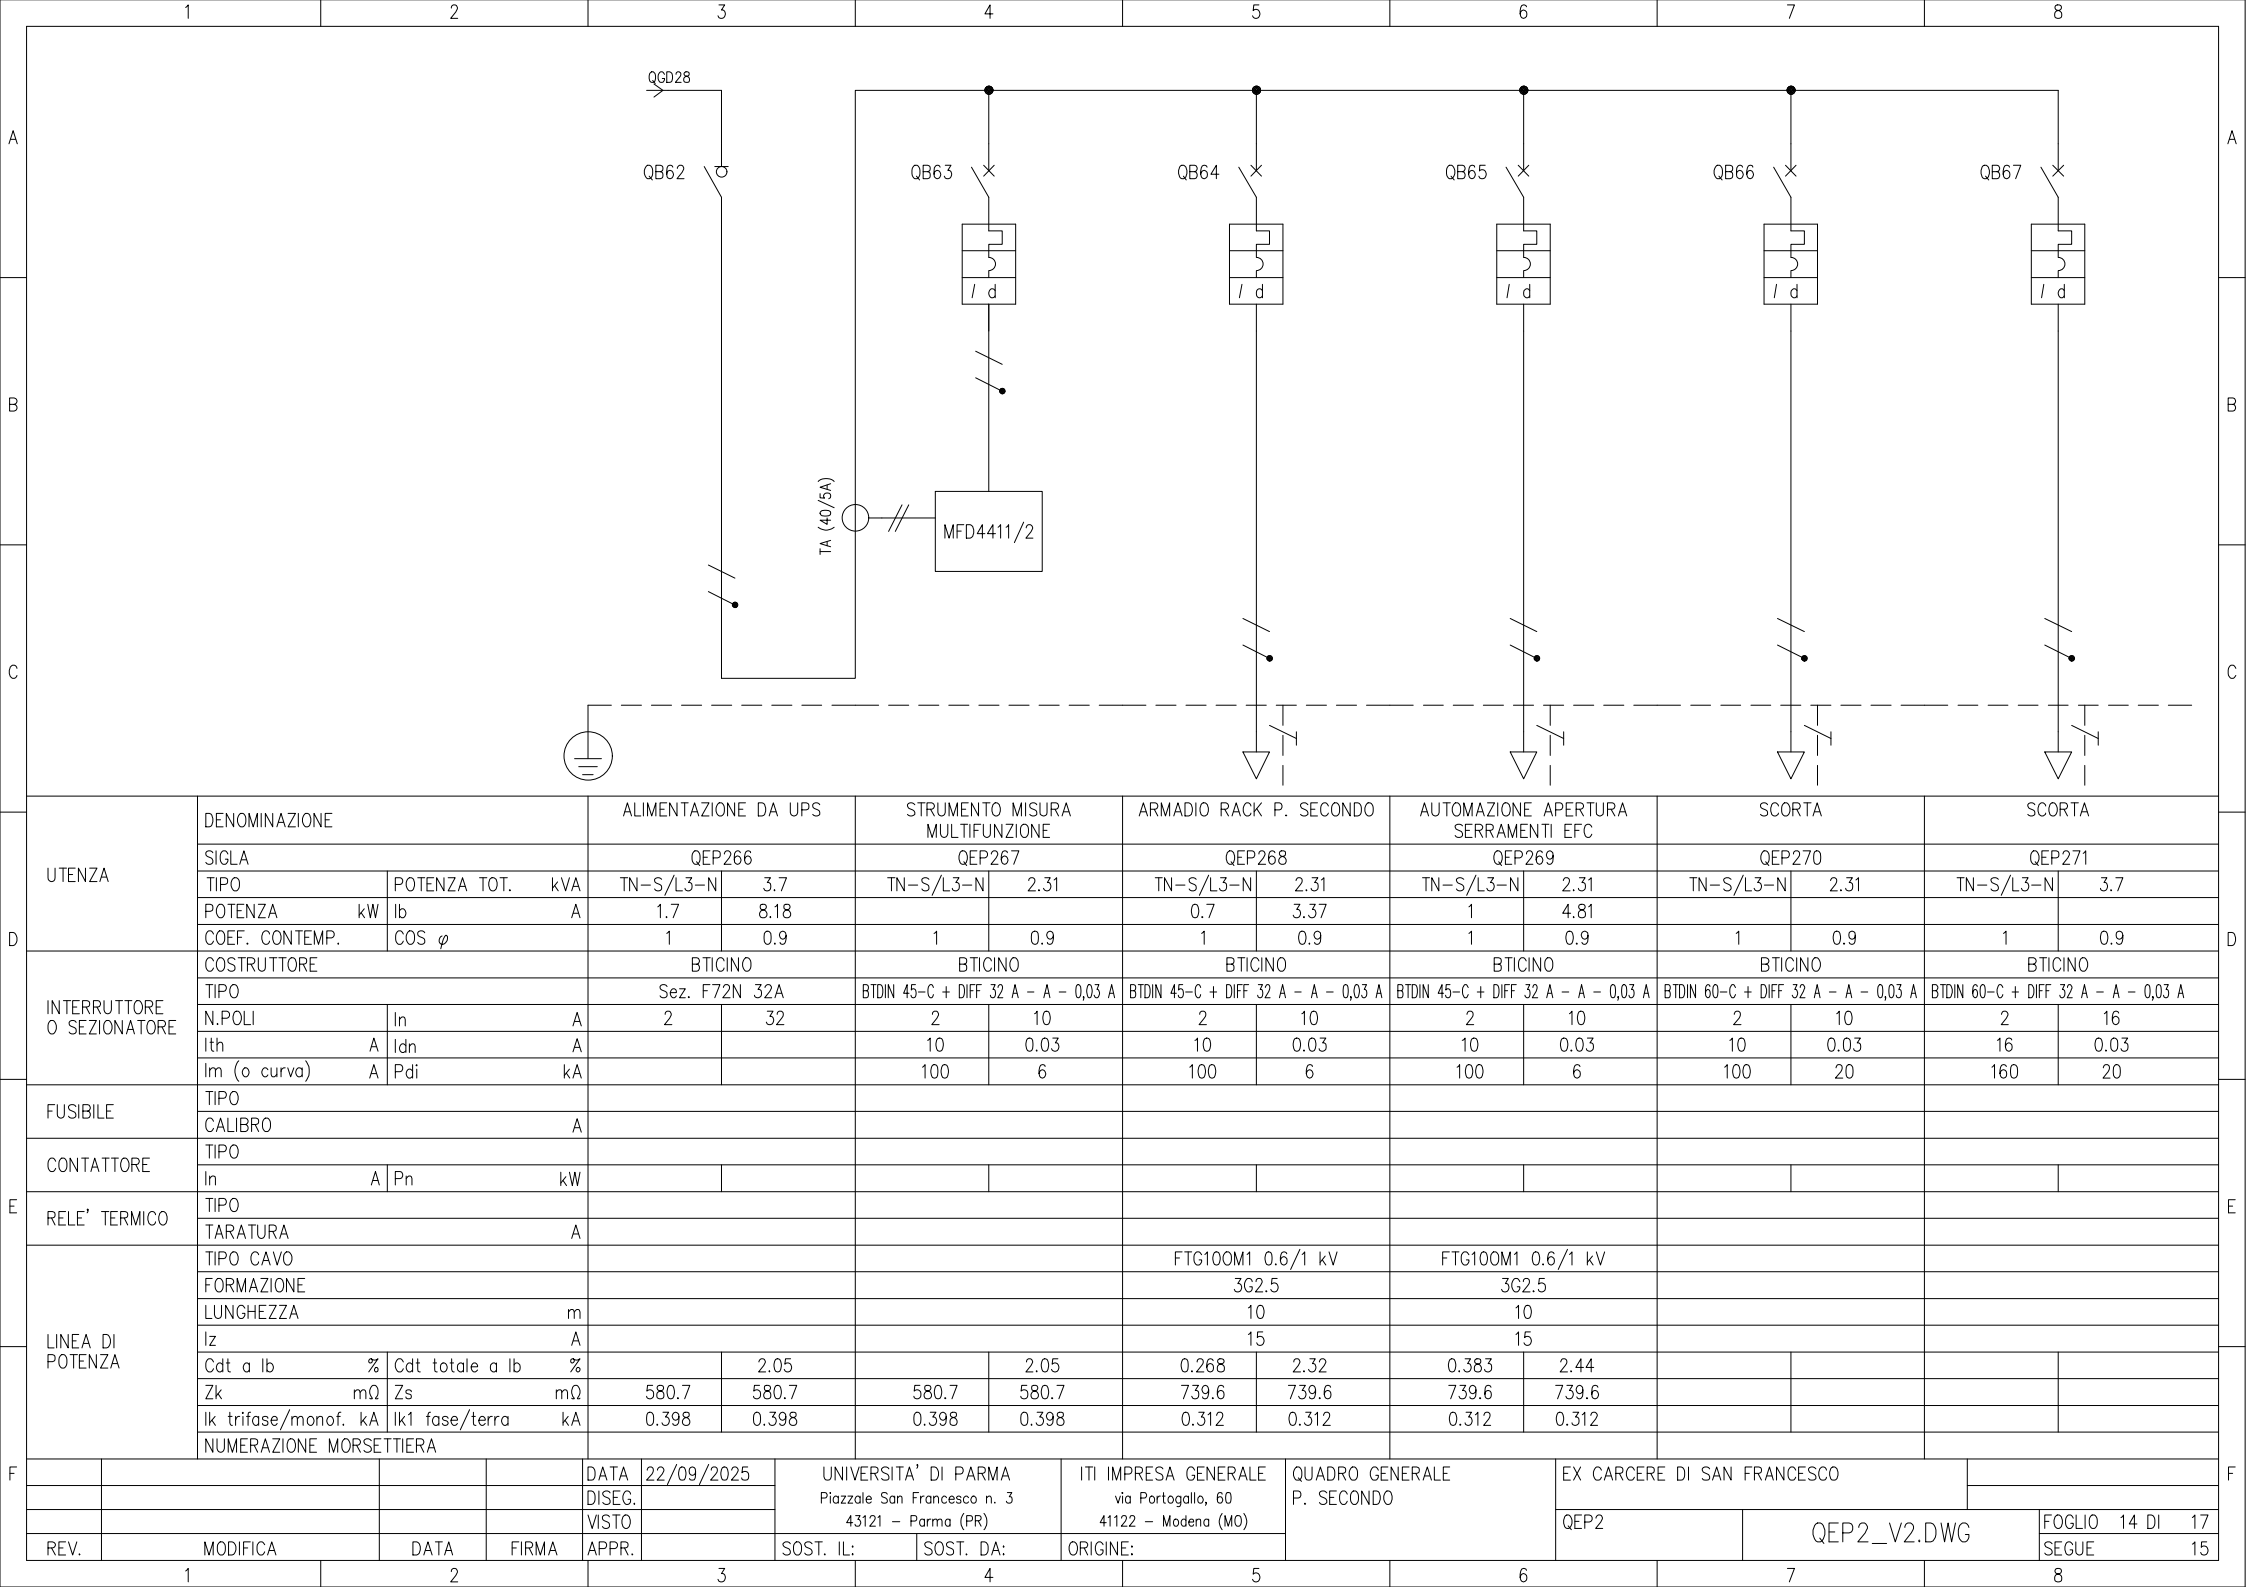 1 2 3 4 5 6 7 8
QGD28
A A
QB62 QB63 QB64 QB65 QB66 QB67
I d I d I d I d I d
B B
TA (40/5A)
MFD4411/2
C C
UTENZA
DENOMINAZIONE ALIMENTAZIONE DA UPS STRUMENTO MISURA ARMADIO RACK P. SECONDO AUTOMAZIONE APERTURA SCORTA SCORTA
MULTIFUNZIONE SERRAMENTI EFC
SIGLA QEP266 QEP267 QEP268 QEP269 QEP270 QEP271
TIPO POTENZA TOT. kVA TN-S/L3-N 3.7 TN-S/L3-N 2.31 TN-S/L3-N 2.31 TN-S/L3-N 2.31 TN-S/L3-N 2.31 TN-S/L3-N 3.7
POTENZA kW Ib A 1.7 8.18 0.7 3.37 1 4.81
D COEF. CONTEMP. COS φ 1 0.9 1 0.9 1 0.9 1 0.9 1 0.9 1 0.9 D
INTERRUTTORE
O SEZIONATORE
COSTRUTTORE BTICINO BTICINO BTICINO BTICINO BTICINO BTICINO
TIPO Sez. F72N 32A BTDIN 45-C + DIFF 32 A - A - 0,03 A BTDIN 45-C + DIFF 32 A - A - 0,03 A BTDIN 45-C + DIFF 32 A - A - 0,03 A BTDIN 60-C + DIFF 32 A - A - 0,03 A BTDIN 60-C + DIFF 32 A - A - 0,03 A
N.POLI In A 2 32 2 10 2 10 2 10 2 10 2 16
Ith A Idn A 10 0.03 10 0.03 10 0.03 10 0.03 16 0.03
Im (o curva) A Pdi kA 100 6 100 6 100 6 100 20 160 20
FUSIBILE
TIPO
CALIBRO A
CONTATTORE
TIPO
In A Pn kW
E E
RELE' TERMICO
TIPO
TARATURA A
LINEA DI
POTENZA
TIPO CAVO FTG10OM1 0.6/1 kV FTG10OM1 0.6/1 kV
FORMAZIONE 3G2.5 3G2.5
LUNGHEZZA m 10 10
Iz A 15 15
Cdt a Ib % Cdt totale a Ib % 2.05 2.05 0.268 2.32 0.383 2.44
Zk mΩ Zs mΩ 580.7 580.7 580.7 580.7 739.6 739.6 739.6 739.6
Ik trifase/monof. kA Ik1 fase/terra kA 0.398 0.398 0.398 0.398 0.312 0.312 0.312 0.312
NUMERAZIONE MORSETTIERA
F DATA 22/09/2025 UNIVERSITA' DI PARMA ITI IMPRESA GENERALE QUADRO GENERALE EX CARCERE DI SAN FRANCESCO F
DISEG. Piazzale San Francesco n. 3 via Portogallo, 60 P. SECONDO
VISTO 43121 - Parma (PR) 41122 - Modena (MO) QEP2 QEP2_V2.DWG FOGLIO 14 DI 17
REV. MODIFICA DATA FIRMA APPR. SOST. IL: SOST. DA: ORIGINE: SEGUE 15
1 2 3 4 5 6 7 8